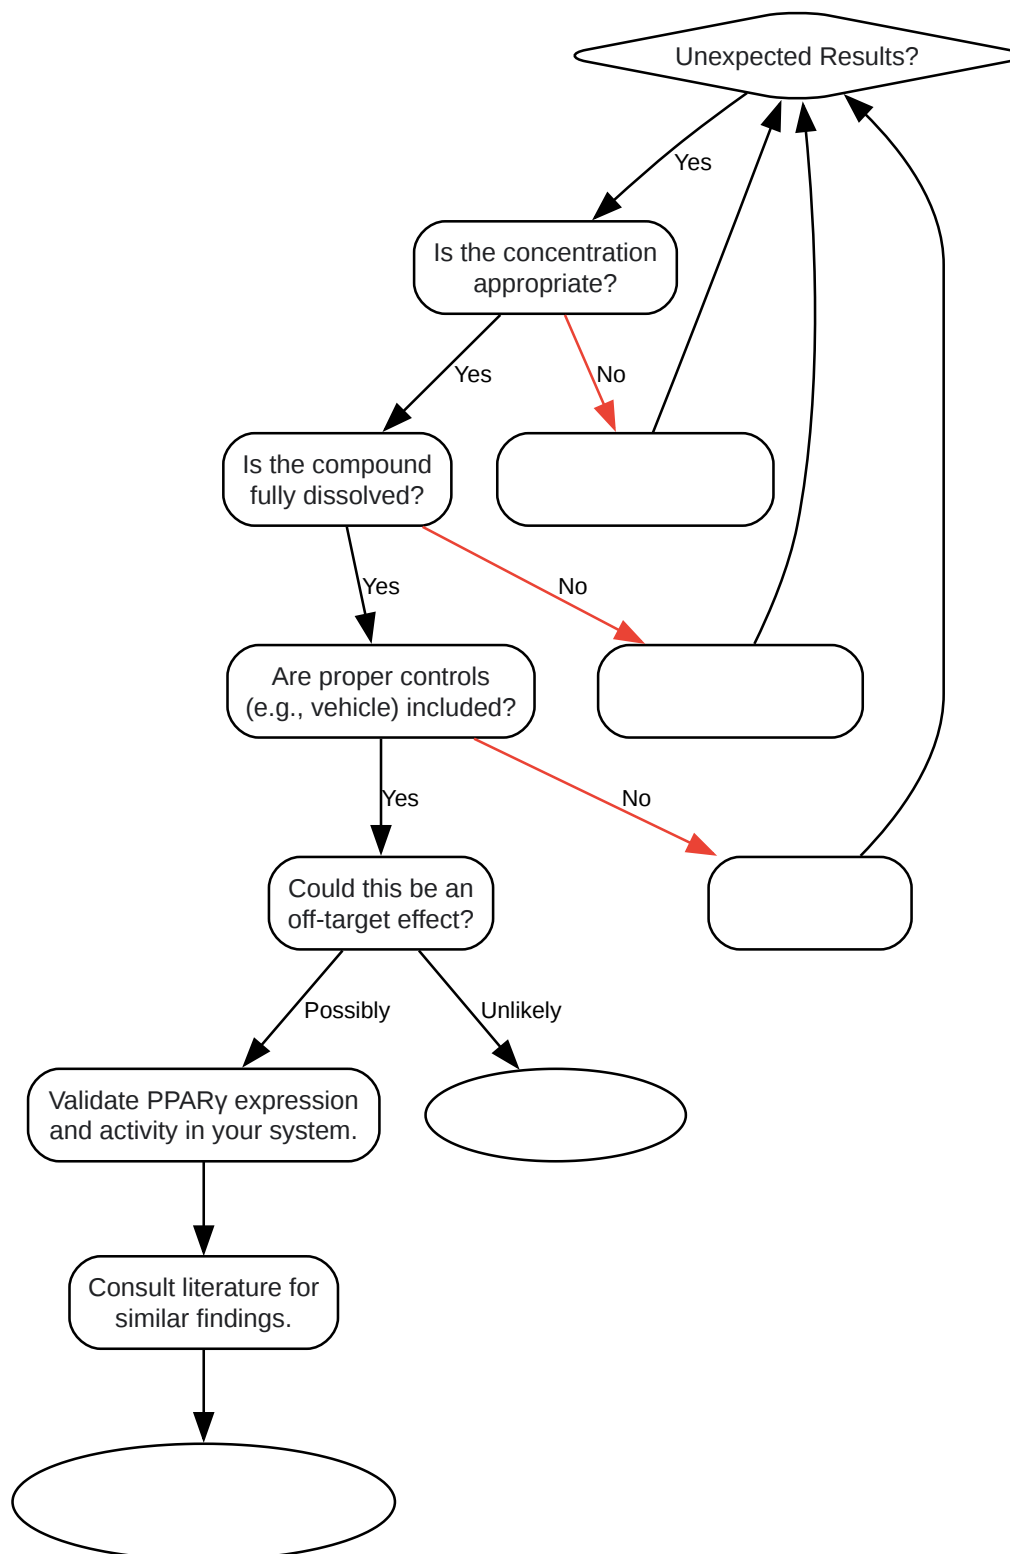 Unexpected Results?
Yes
Is the concentration
appropriate?
Yes
No
Is the compound
fully dissolved?
Yes
No
Are proper controls
(e.g., vehicle) included?
Yes
No
Could this be an
off-target effect?
Possibly
Unlikely
Validate PPARγ expression
and activity in your system.
Consult literature for
similar findings.